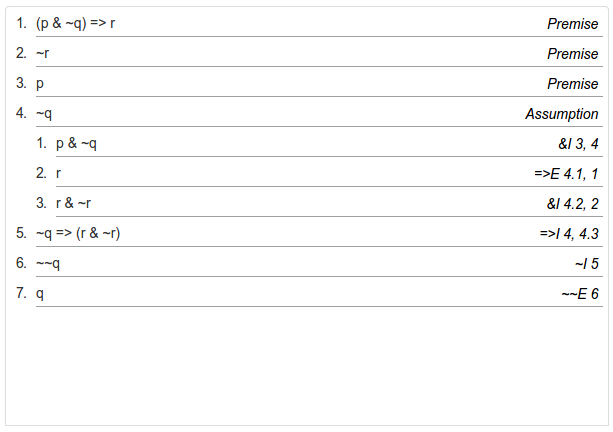 1. (p & ~q) => r Premise
2. ~r Premise
3. p Premise
4. ~q Assumption
1. p & ~q &I 3, 4
2. r =>E 4.1, 1
3. r & ~r &I 4.2, 2
5. ~q => (r & ~r) =>I 4, 4.3
6. ~~q ~I 5
7. q ~~E 6